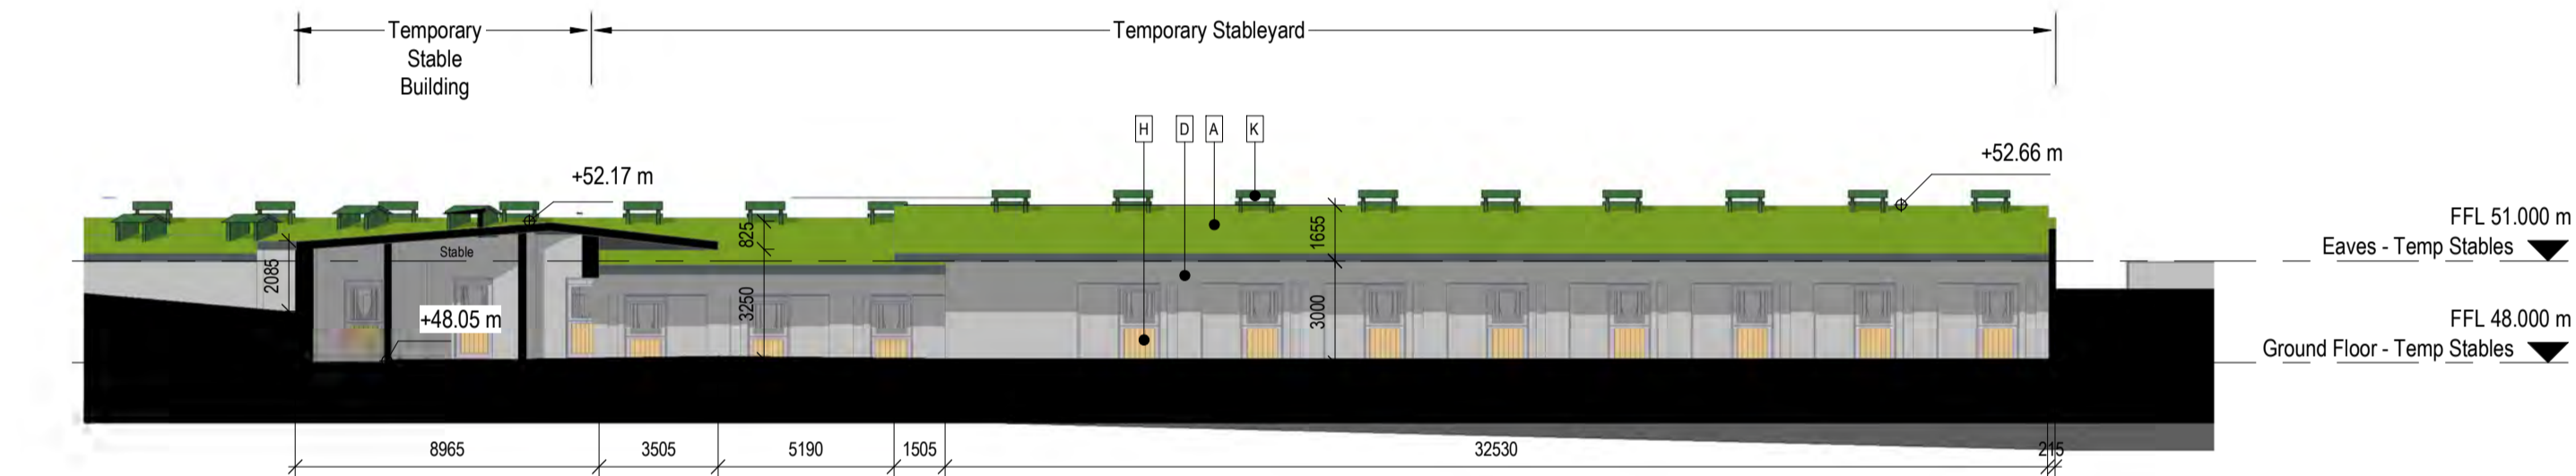 Temporary
Stable
Building
Temporary Stableyard
H
D
A
K
+52.17 m
+52.66 m
FFL 51.000 m
Eaves - Temp Stables
825
1655
Stable
2085
3250
3000
+48.05 m
FFL 48.000 m
Ground Floor - Temp Stables
8965
3505
5190
1505
32530
215